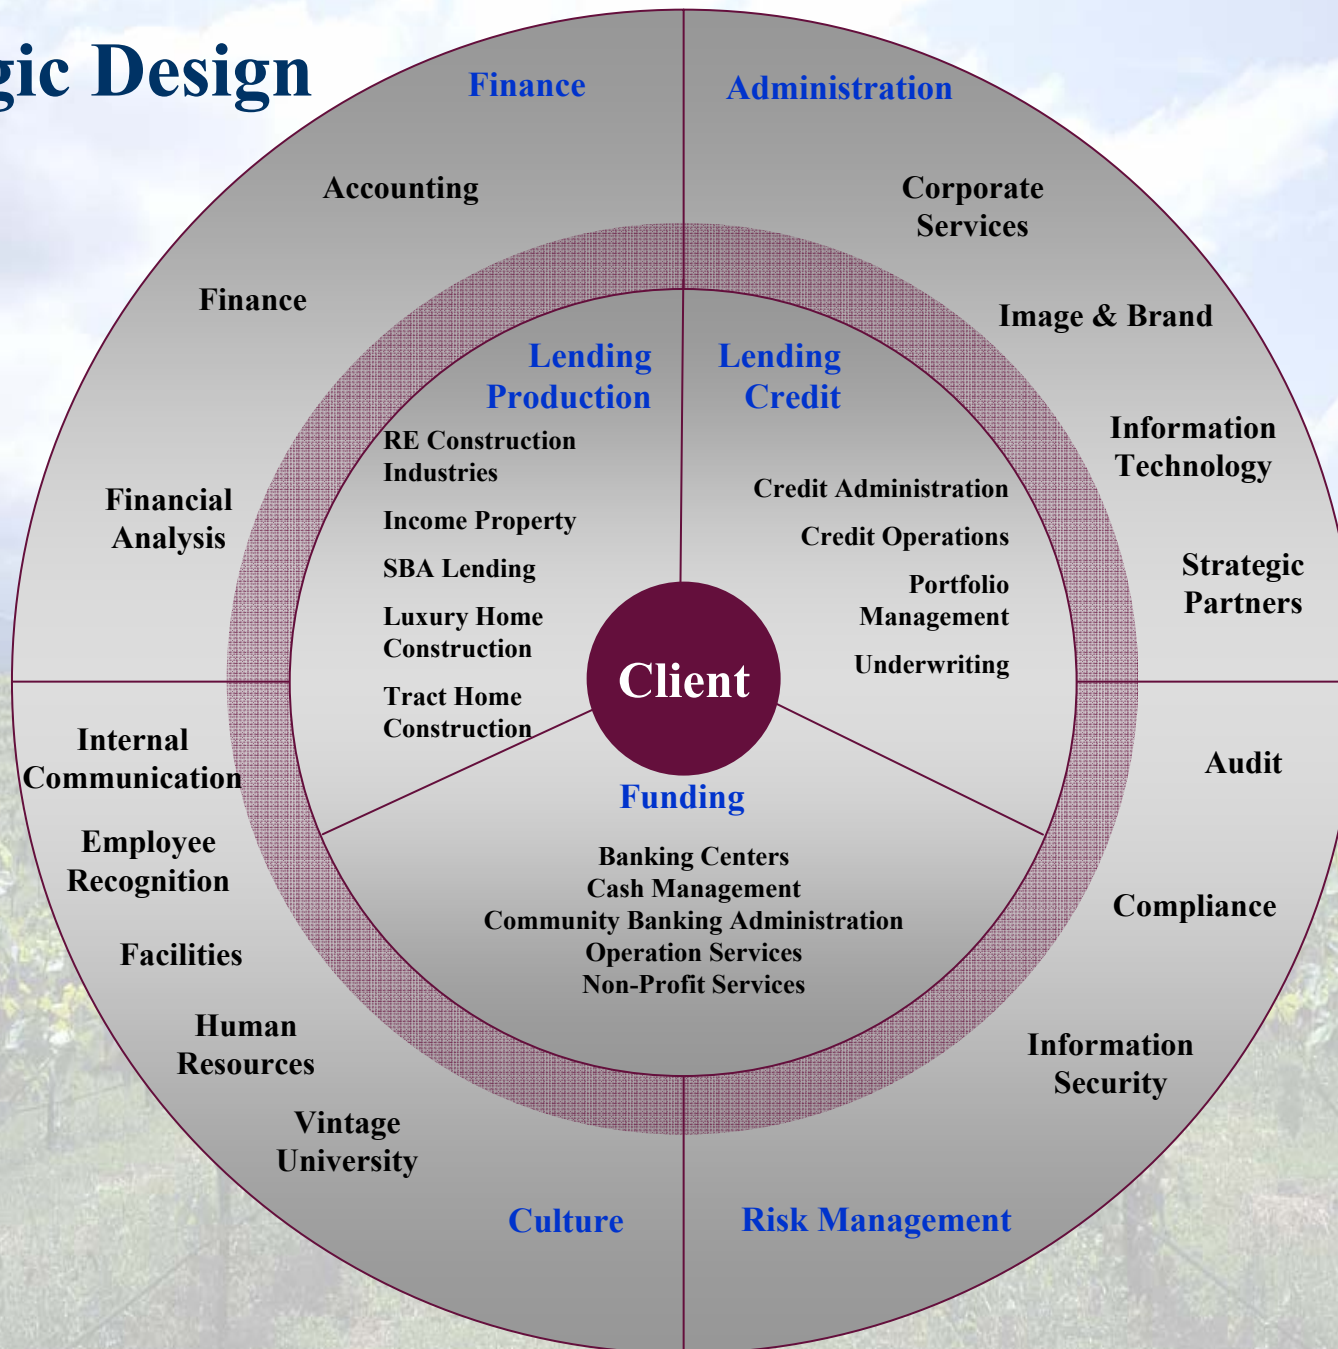 gic Design
Finance
Accounting
Finance
Financial
Analysis
Administration
Corporate
Services
Image & Brand
Information
Technology
Strategic
Partners
Lending
Production
RE Construction
Industries
Income Property
SBA Lending
Luxury Home
Construction
Tract Home
Construction
Lending
Credit
Credit Administration
Credit Operations
Portfolio
Management
Underwriting
Client
Funding
Banking Centers
Cash Management
Community Banking Administration
Operation Services
Non-Profit Services
Internal
Communication
Employee
Recognition
Facilities
Human
Resources
Vintage
University
Culture
Audit
Compliance
Information
Security
Risk Management